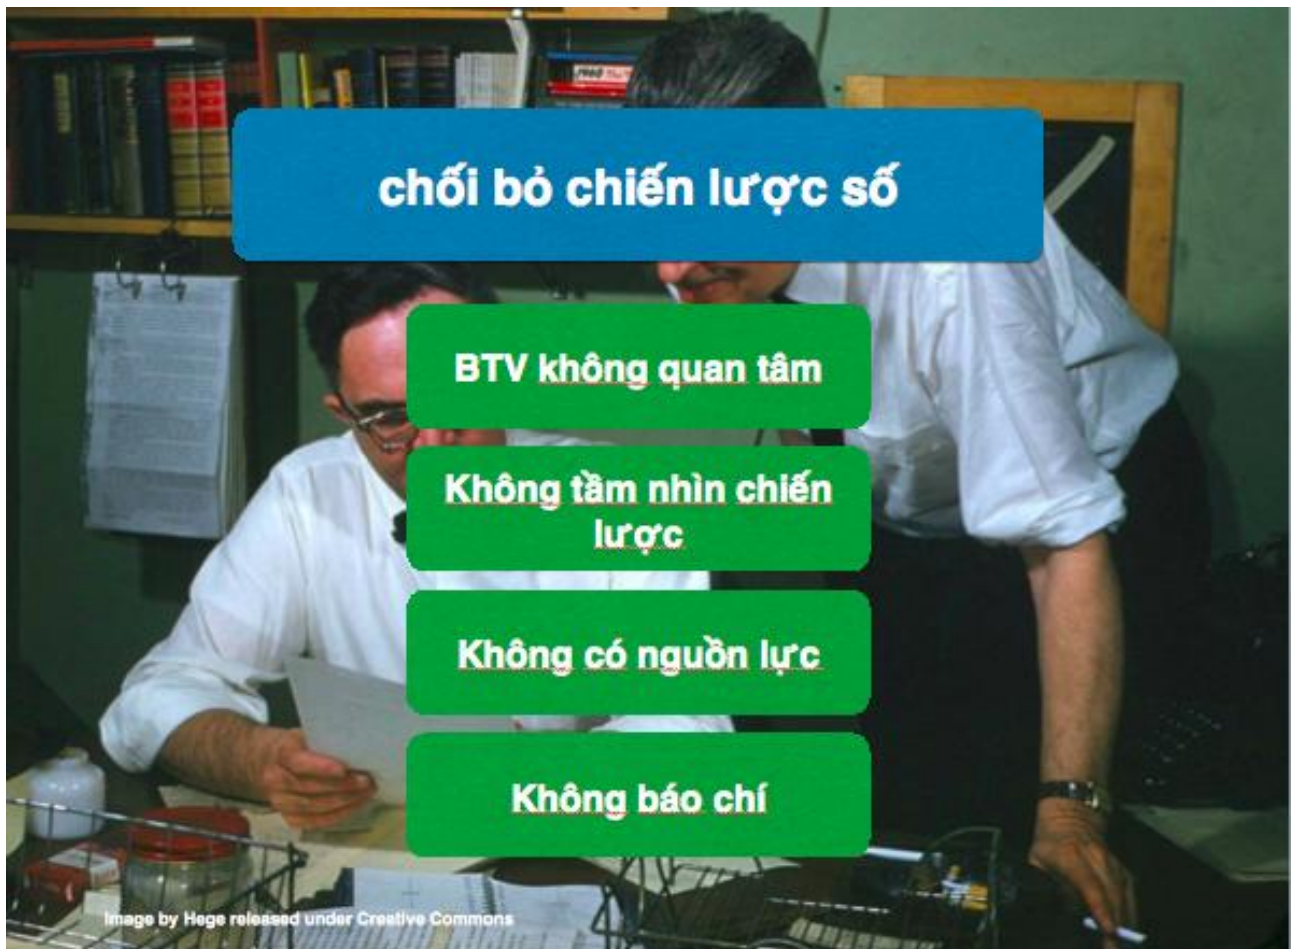 chối bỏ chiến lược số
BTV không quan tâm
Không tầm nhìn chiến
lược
Không có nguồn lực
Không báo chí
Image by Hege released under Creative Commons